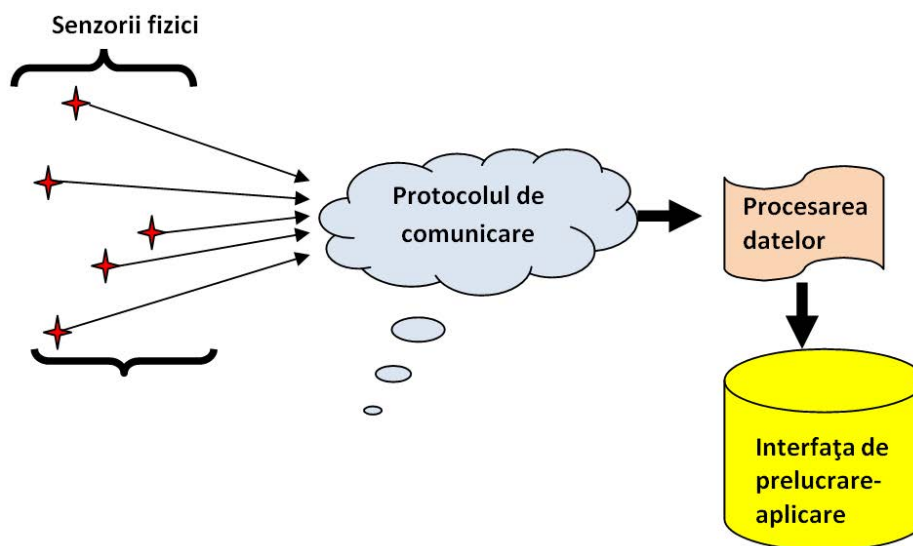 Senzorii fizici
Protocolul de
comunicare
Procesarea
datelor
Interfaţa de
prelucrare-
aplicare